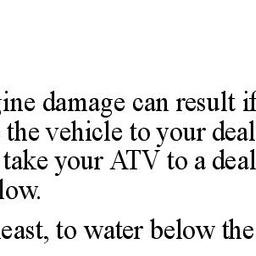 gine damage can result if
the vehicle to your deal
take your ATV to a deal
low.
east, to water below the